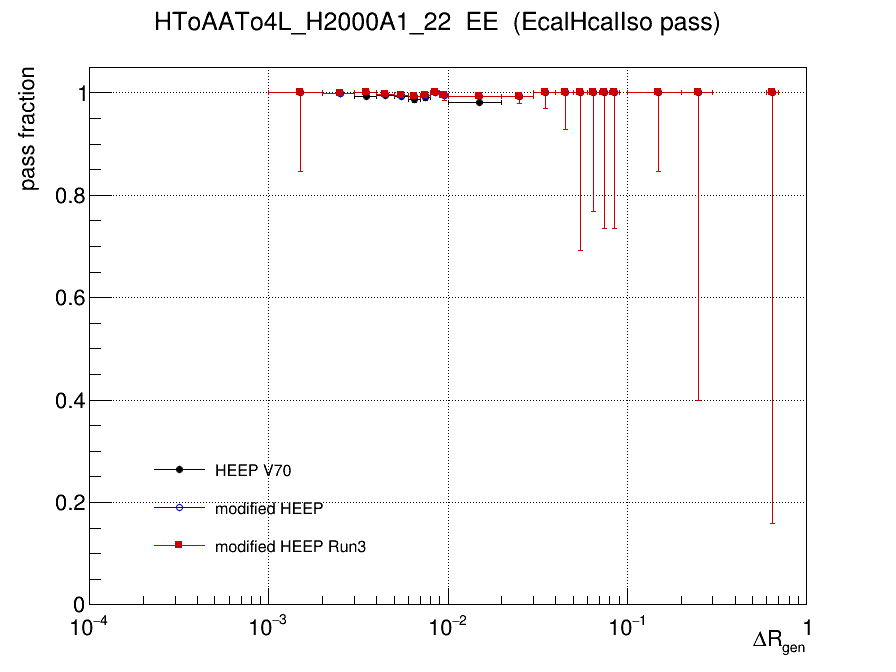 HToAATo4L_H2000A1_22 EE (EcalHcalIso pass)
pass fraction
1
0.8
0.6
0.4
0.2
0
HEEP V70
modified HEEP
modified HEEP Run3
10−4 10−3 10−2 10−1 1
ΔRgen